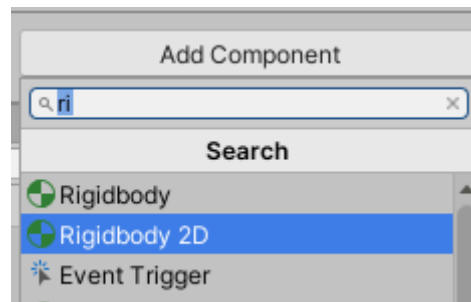 Add Component
ri
Search
Rigidbody
Rigidbody 2D
Event Trigger